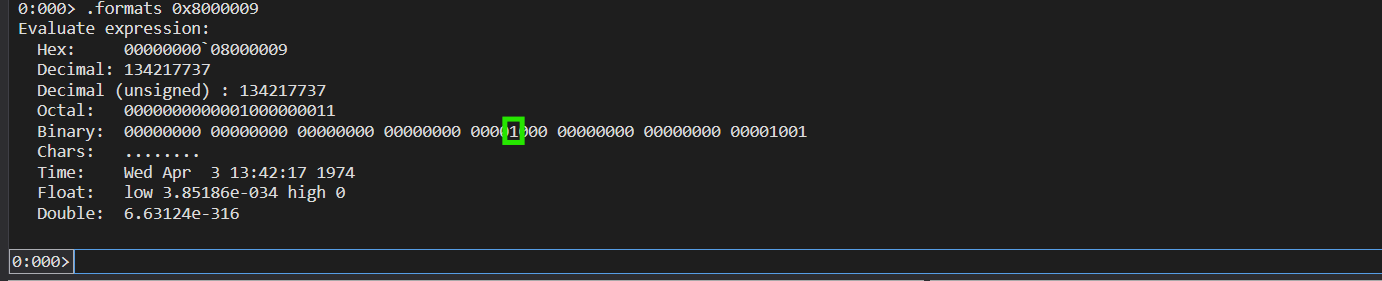 0:000> .formats 0x8000009
Evaluate expression:
Hex: 00000000`08000009
Decimal: 134217737
Decimal (unsigned) : 134217737
Octal: 0000000000001000000011
Binary: 00000000 00000000 00000000 00000000 00001000 00000000 00000000 00001001
Chars: ........
Time: Wed Apr 3 13:42:17 1974
Float: low 3.85186e-034 high 0
Double: 6.63124e-316
0:000>